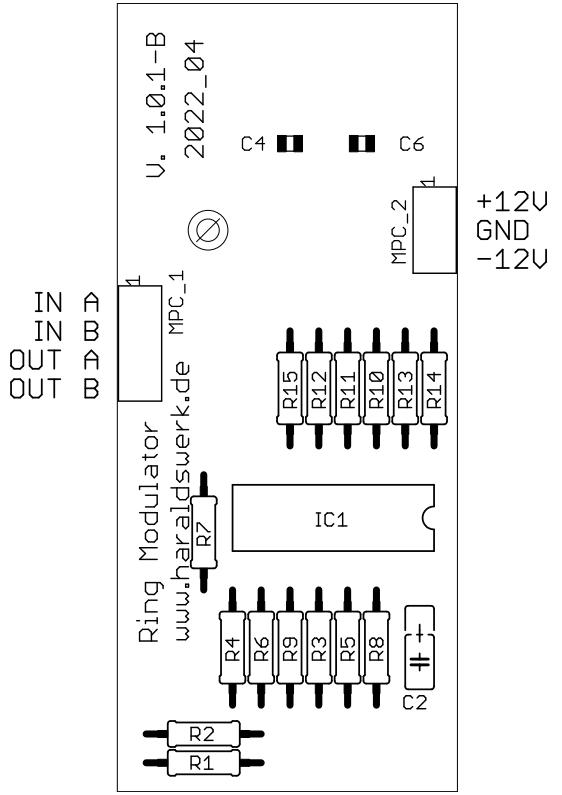 V. 1.0.1-B
2022_04
C4
C6
1
MPC_2
+12V
GND
-12V
1
MPC_1
IN A
IN B
OUT A
OUT B
R15
R12
R11
R10
R13
R14
Ring Modulator
www.haraldswerk.de
R7
IC1
R4
R6
R9
R3
R5
R8
C2
R2
R1